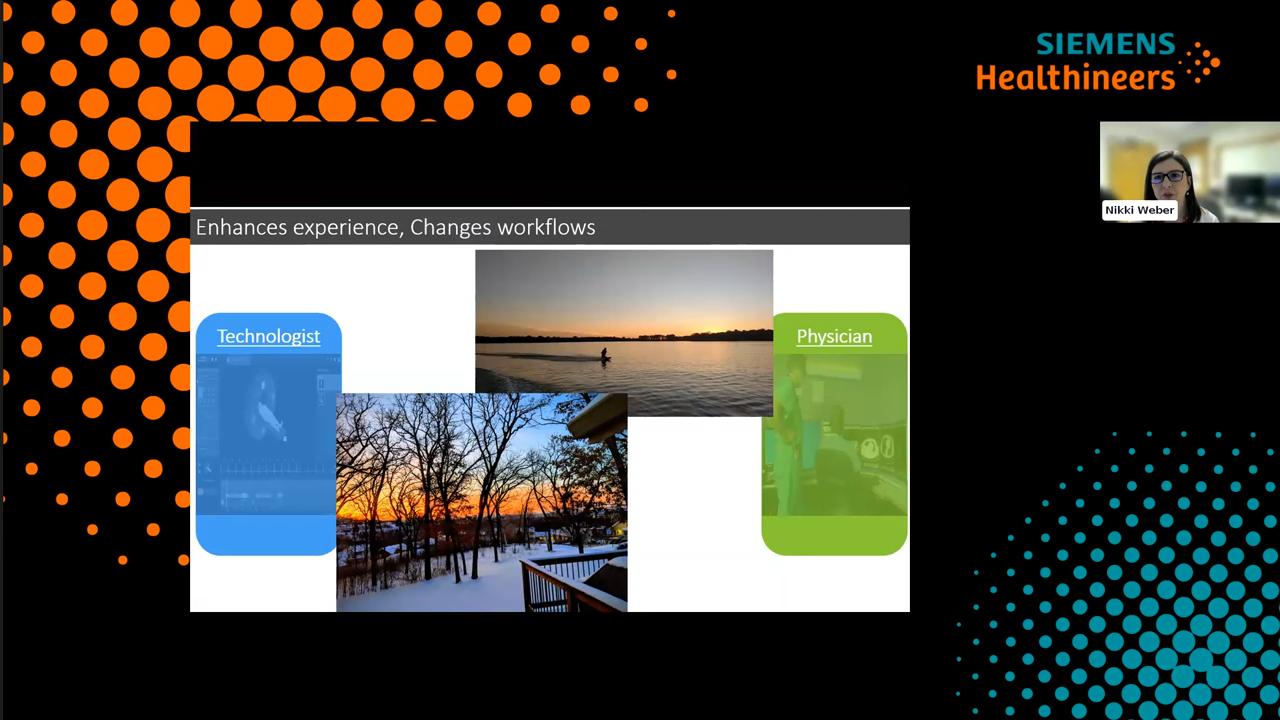 SIEMENS
Healthineers
Nikki Weber
Enhances experience, Changes workflows
Technologist
Physician